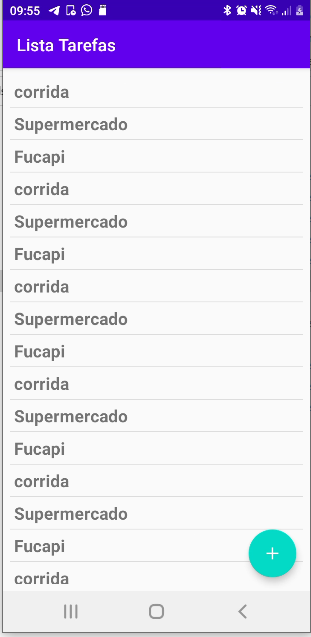 09:55
Lista Tarefas
corrida
Supermercado
Fucapi
corrida
Supermercado
Fucapi
corrida
Supermercado
Fucapi
corrida
Supermercado
Fucapi
corrida
Supermercado
Fucapi
corrida